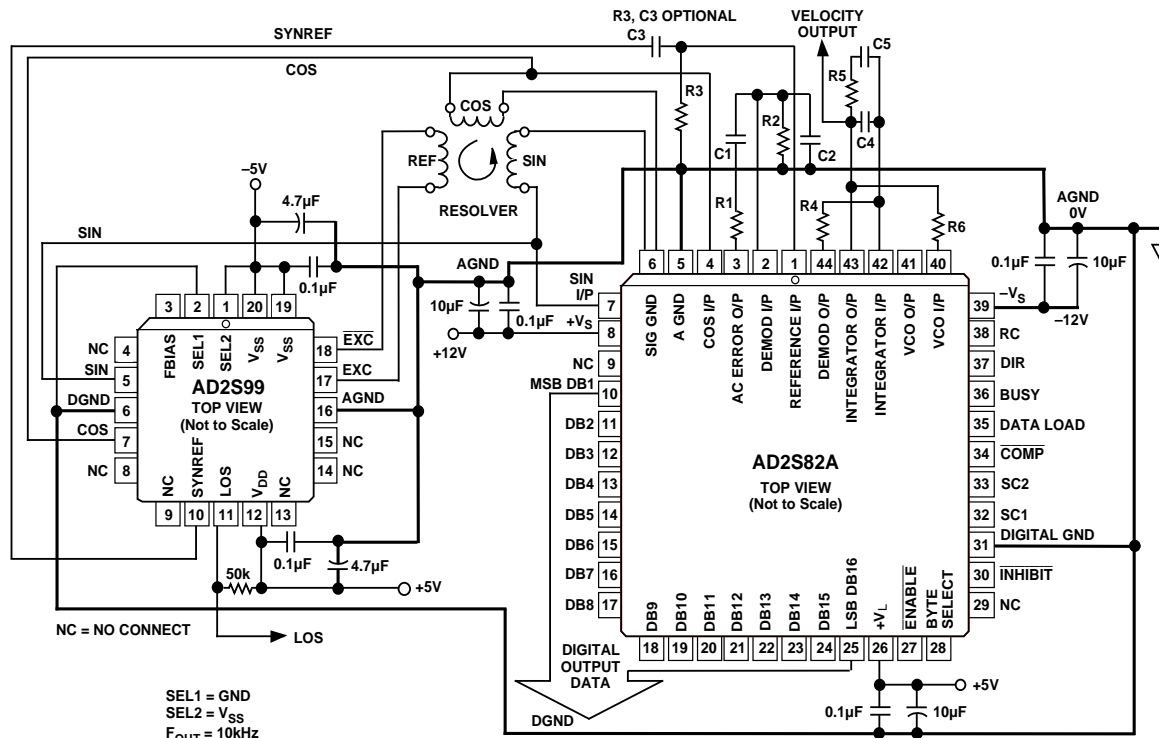 R3, C3 OPTIONAL
VELOCITY
OUTPUT
SYNREF
C3
C5
COS
R3
R5
COS
R2
C4
C1
C2
REF
SIN
–5V
RESOLVER
R1
R4
R6
AGND
0V
4.7µF
SIN
0.1µF
AGND
SIN
I/P
10µF
0.1µF
+VS
+12V
0.1µF
10µF
–12V
3 2 1 20 19
FBIAS
SEL1
SEL2
VSS
VSS
NC 4
SIN 5
DGND 6
COS 7
NC 8
AD2S99
TOP VIEW
(Not to Scale)
18 EXC
17 EXC
16 AGND
15 NC
14 NC
NC
SYNREF
LOS
VDD
NC
9 10 11 12 13
50k
0.1µF
4.7µF
+5V
LOS
NC = NO CONNECT
6 5 4 3 2 1 44 43 42 41 40
SIG GND
A GND
COS I/P
AC ERROR O/P
DEMOD I/P
REFERENCE I/P
DEMOD O/P
INTEGRATOR O/P
INTEGRATOR I/P
VCO O/P
VCO I/P
7
8
NC 9
MSB DB1 10
DB2 11
DB3 12
DB4 13
DB5 14
DB6 15
DB7 16
DB8 17
AD2S82A
TOP VIEW
(Not to Scale)
39 –VS
38 RC
37 DIR
36 BUSY
35 DATA LOAD
34 COMP
33 SC2
32 SC1
31 DIGITAL GND
30 INHIBIT
29 NC
DB9
DB10
DB11
DB12
DB13
DB14
DB15
LSB DB16
+VL
ENABLE
BYTE
SELECT
18 19 20 21 22 23 24 25 26 27 28
DIGITAL
OUTPUT
DATA
DGND
+5V
0.1µF
10µF
SEL1 = GND
SEL2 = VSS
FOUT = 10kHz